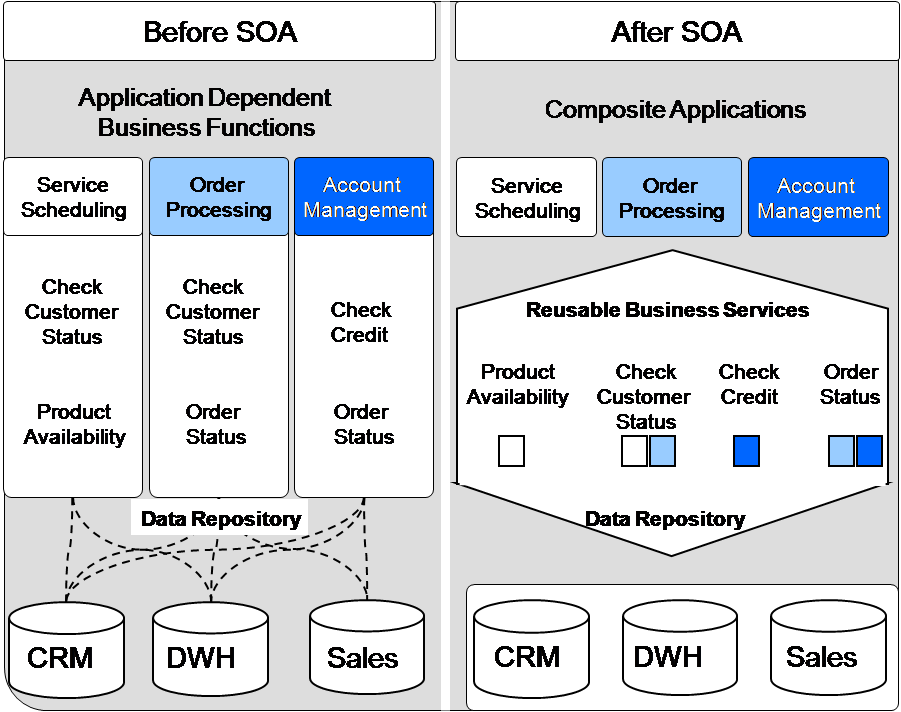 Before SOA
Application Dependent
Business Functions
Service
Scheduling
Order
Processing
Account
Management
Check
Customer
Status
Check
Customer
Status
Check
Credit
Product
Availability
Order
Status
Order
Status
Data Repository
CRM
DWH
Sales
After SOA
Composite Applications
Service
Scheduling
Order
Processing
Account
Management
Reusable Business Services
Product
Availability
Check
Customer
Status
Check
Credit
Order
Status
Data Repository
CRM
DWH
Sales